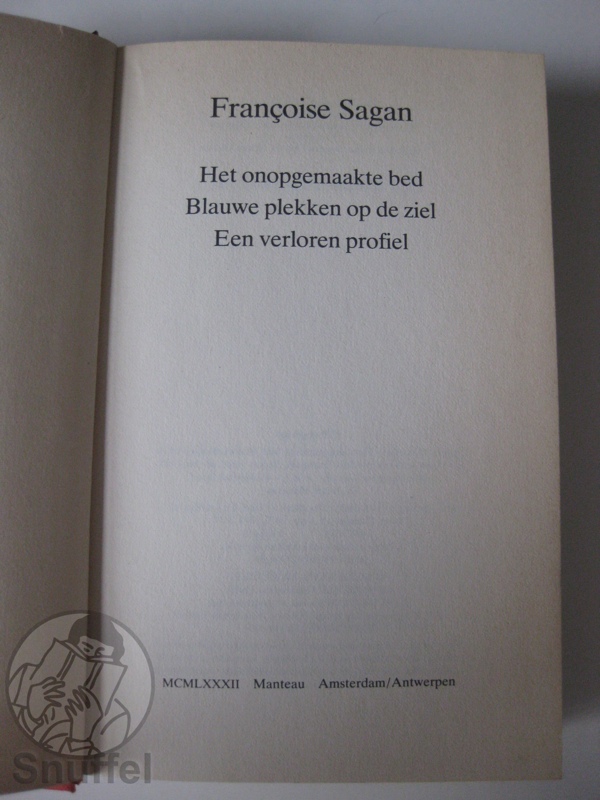 Françoise Sagan
Het onopgemaakte bed
Blauwe plekken op de ziel
Een verloren profiel
MCMLXXXII Manteau Amsterdam/Antwerpen
Snuffel